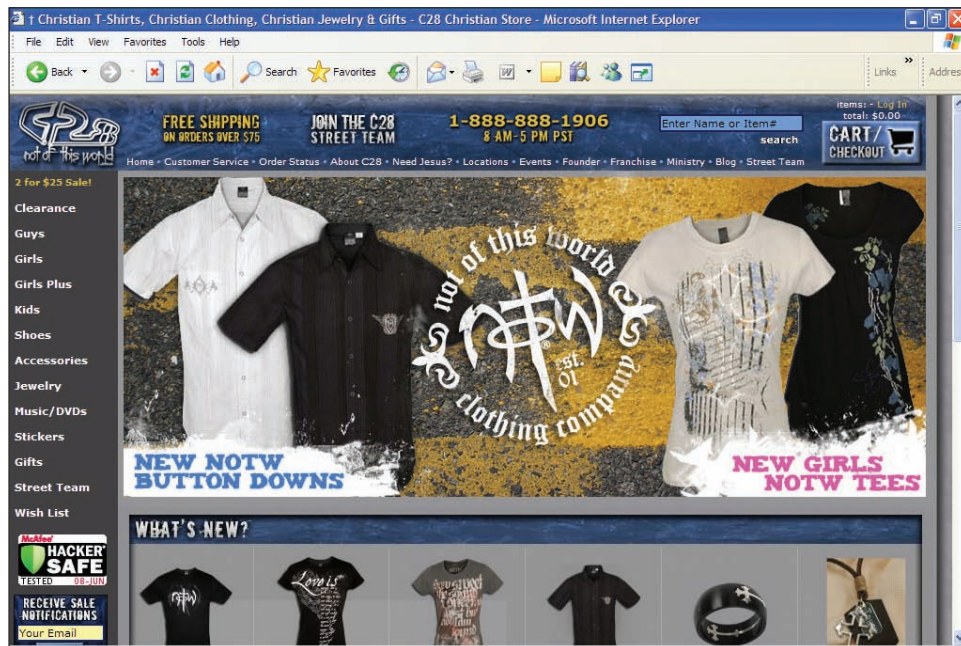 † Christian T-Shirts, Christian Clothing, Christian Jewelry & Gifts - C28 Christian Store - Microsoft Internet Explorer
File Edit View Favorites Tools Help
Back Search Favorites Links Addres
C28
not of this world
FREE SHIPPING
ON ORDERS OVER $75
JOIN THE C28
STREET TEAM
1-888-888-1906
8 AM-5 PM PST
Enter Name or Item#
search
items: - Log In
total: $0.00
CART/
CHECKOUT
Home • Customer Service • Order Status • About C28 • Need Jesus? • Locations • Events • Founder • Franchise • Ministry • Blog • Street Team
2 for $25 Sale!
Clearance
Guys
Girls
Girls Plus
Kids
Shoes
Accessories
Jewelry
Music/DVDs
Stickers
Gifts
Street Team
Wish List
McAfee
HACKER
SAFE
TESTED 08-JUN
RECEIVE SALE
NOTIFICATIONS
Your Email
not of this world
NOTW
est.
01
clothing company
NEW NOTW
BUTTON DOWNS
NEW GIRLS
NOTW TEES
WHAT'S NEW?
Love is